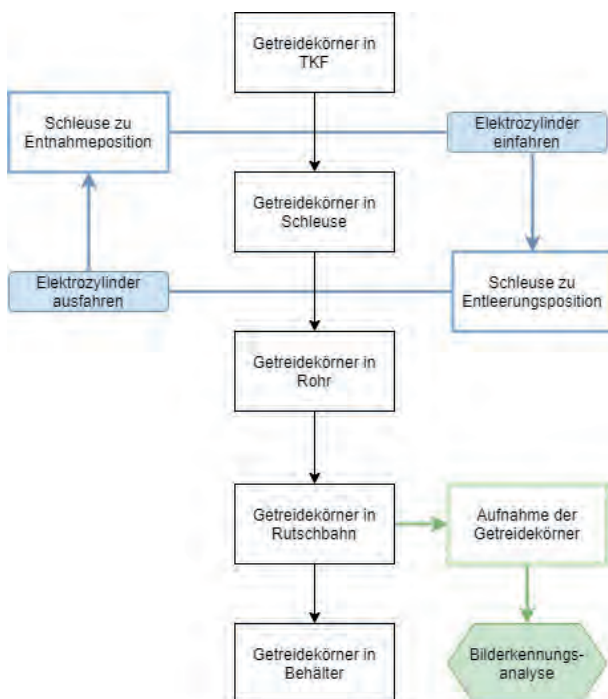 Getreidekörner in
TKF
Schleuse zu
Entnahmeposition
Elektrozylinder
einfahren
Getreidekörner in
Schleuse
Elektrozylinder
ausfahren
Schleuse zu
Entleerungsposition
Getreidekörner in
Rohr
Getreidekörner in
Rutschbahn
Aufnahme der
Getreidekörner
Getreidekörner in
Behälter
Bilderkennungs-
analyse